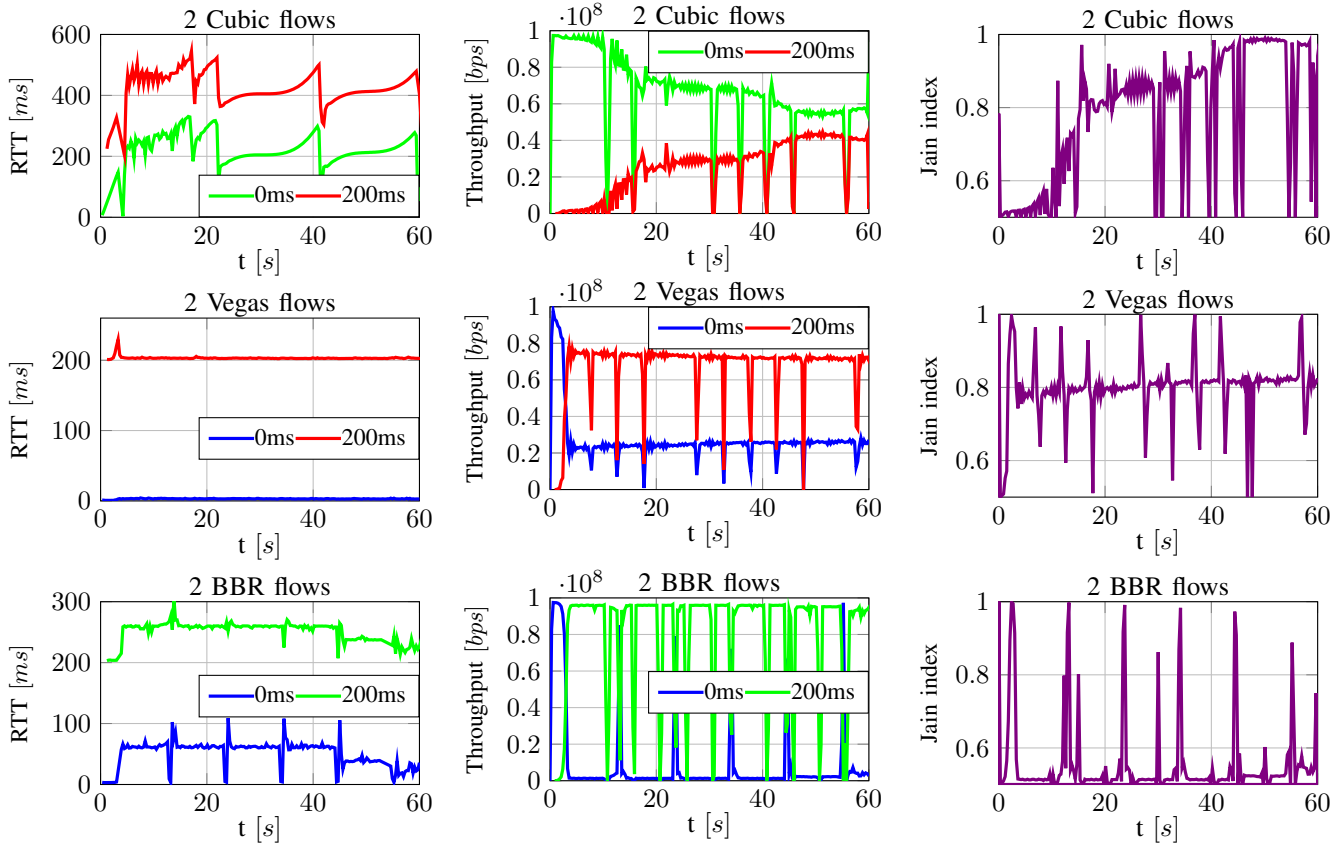 2 Cubic flows
600
400
200
0
0 20 40 60
RTT [ms]
t [s]
0ms 200ms
·10^8
2 Cubic flows
1
0.8
0.6
0.4
0.2
0
0 20 40 60
Throughput [bps]
t [s]
0ms 200ms
2 Cubic flows
1
0.8
0.6
0 20 40 60
Jain index
t [s]
2 Vegas flows
200
100
0
0 20 40 60
RTT [ms]
t [s]
0ms 200ms
·10^8
2 Vegas flows
1
0.8
0.6
0.4
0.2
0
0 20 40 60
Throughput [bps]
t [s]
0ms 200ms
2 Vegas flows
1
0.8
0.6
0 20 40 60
Jain index
t [s]
2 BBR flows
300
200
100
0
0 20 40 60
RTT [ms]
t [s]
0ms 200ms
·10^8
2 BBR flows
1
0.8
0.6
0.4
0.2
0
0 20 40 60
Throughput [bps]
t [s]
0ms 200ms
2 BBR flows
1
0.8
0.6
0 20 40 60
Jain index
t [s]